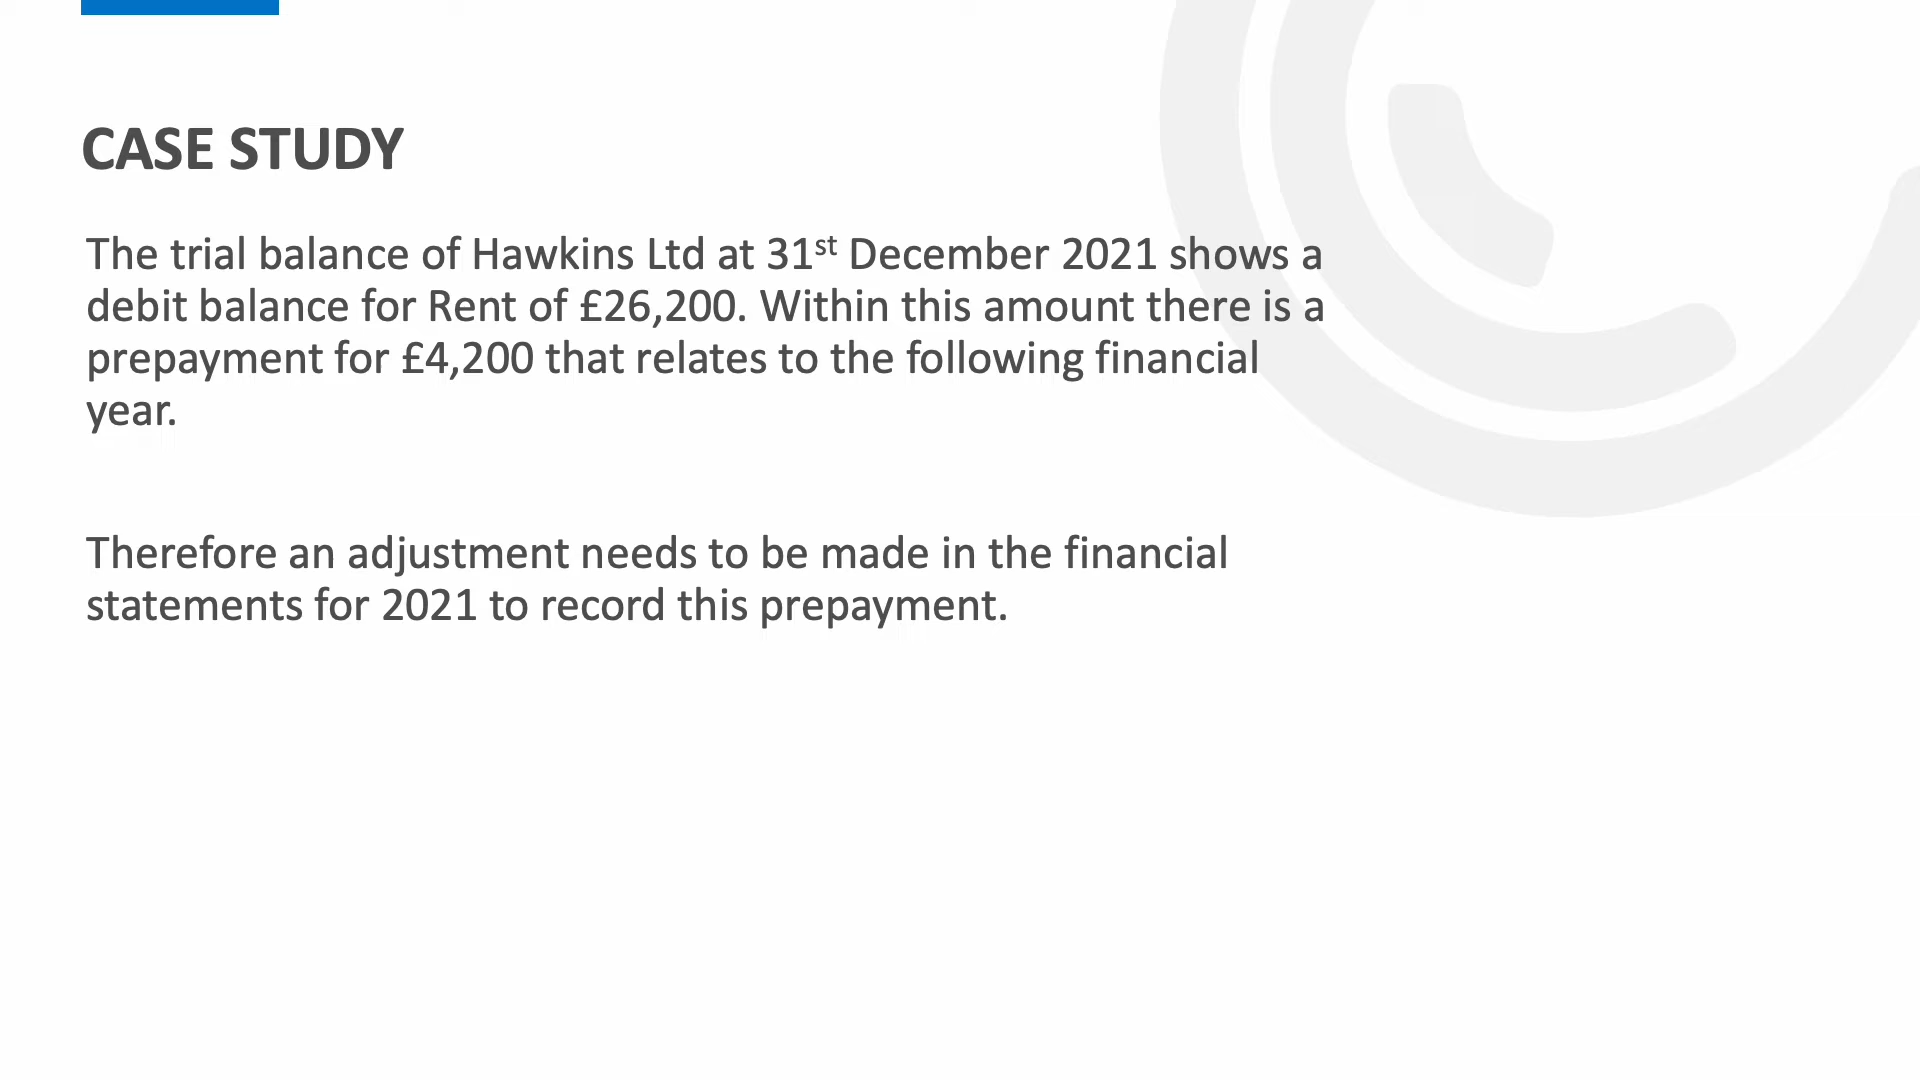 CASE STUDY
The trial balance of Hawkins Ltd at 31st December 2021 shows a
debit balance for Rent of £26,200. Within this amount there is a
prepayment for £4,200 that relates to the following financial
year.
Therefore an adjustment needs to be made in the financial
statements for 2021 to record this prepayment.